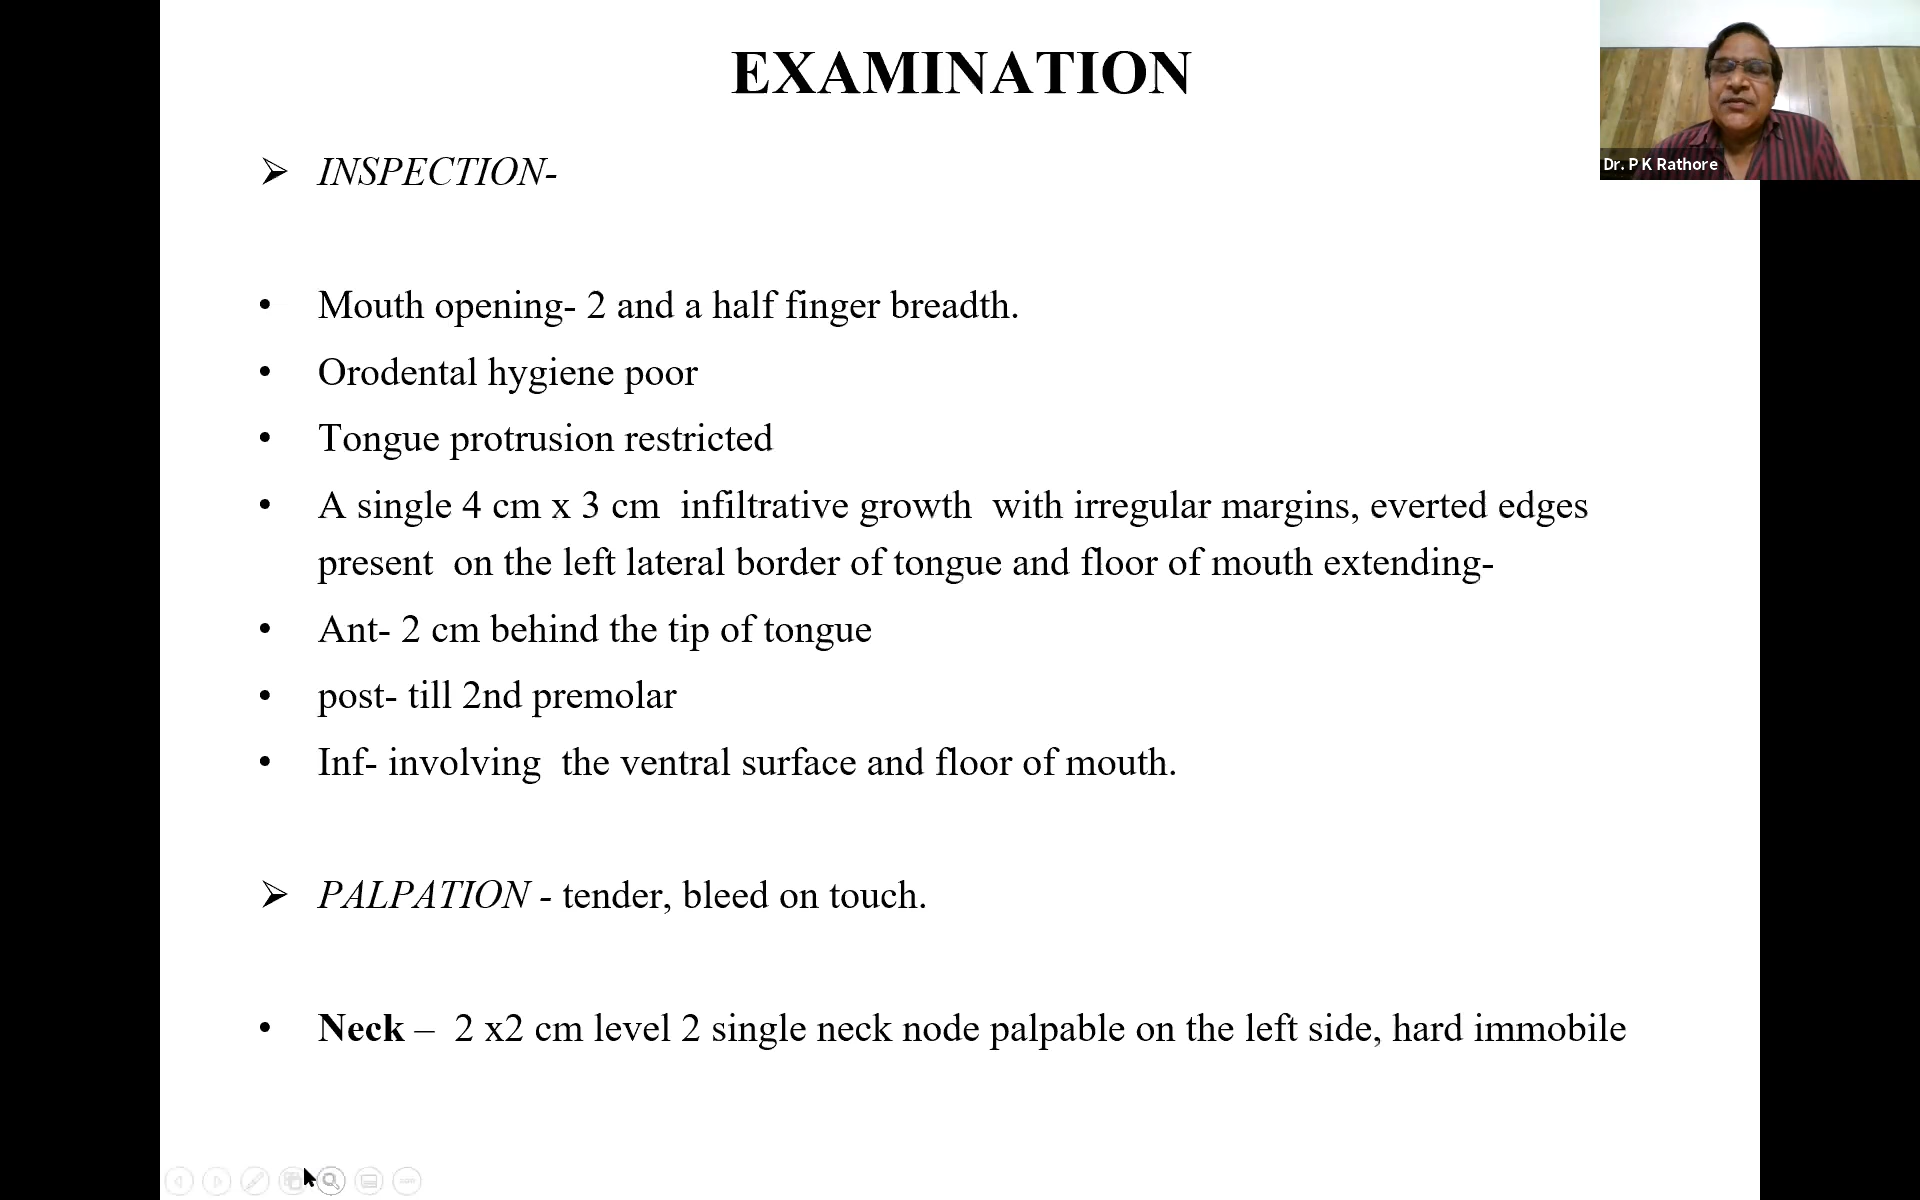 EXAMINATION
Dr. P K Rathore
➢ INSPECTION-
• Mouth opening- 2 and a half finger breadth.
• Orodental hygiene poor
• Tongue protrusion restricted
• A single 4 cm x 3 cm infiltrative growth with irregular margins, everted edges
present on the left lateral border of tongue and floor of mouth extending-
• Ant- 2 cm behind the tip of tongue
• post- till 2nd premolar
• Inf- involving the ventral surface and floor of mouth.
➢ PALPATION - tender, bleed on touch.
• Neck – 2 x2 cm level 2 single neck node palpable on the left side, hard immobile